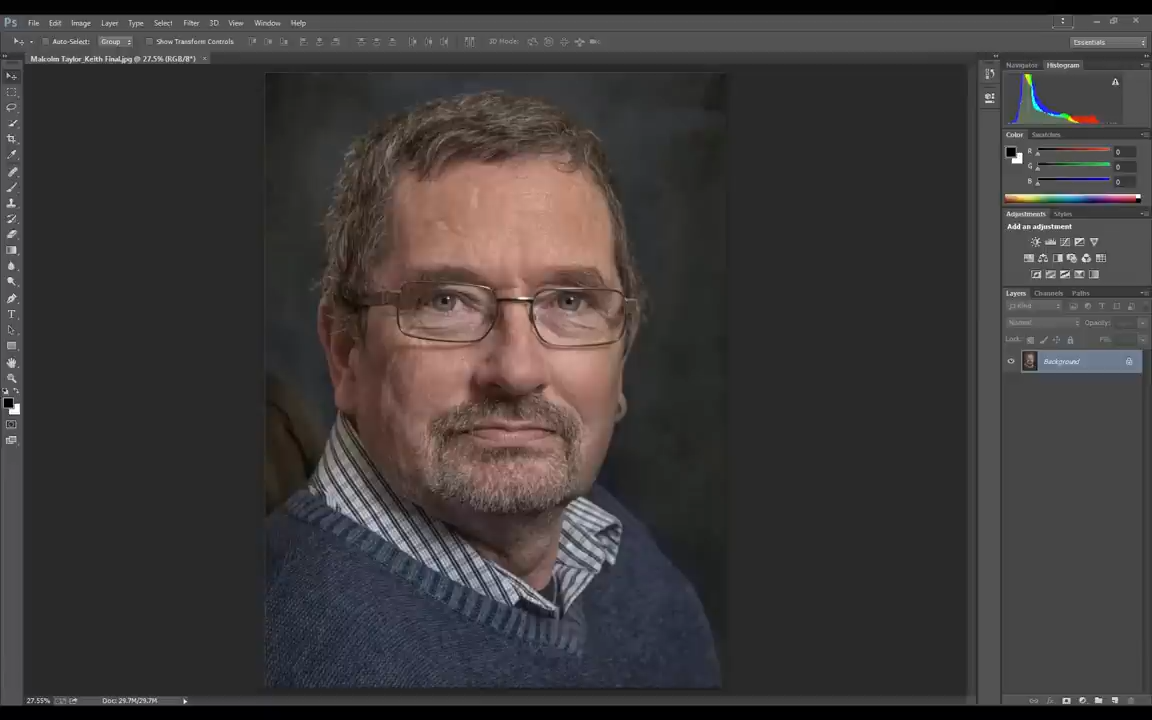 Ps File Edit Image Layer Type Select Filter 3D View Window Help
Auto-Select: Group Show Transform Controls 3D Mode: Essentials
Malcolm Taylor_Keith Final.jpg @ 27.5% (RGB/8*) ×
Navigator Histogram
Color Swatches
R 0
G 0
B 0
Adjustments Styles
Add an adjustment
Layers Channels Paths
Kind
Normal Opacity:
Lock: Fill:
Background
27.55% Doc: 29.7M/29.7M